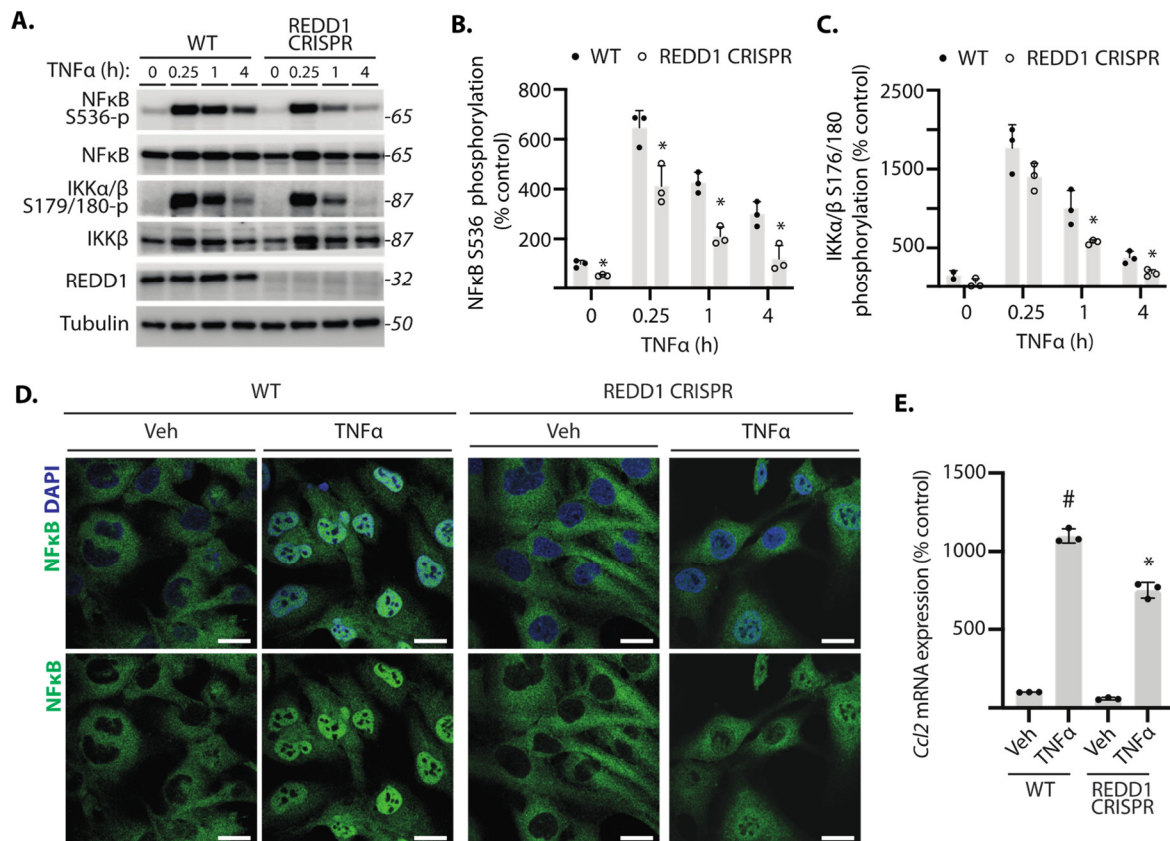 A.
WT
REDD1
CRISPR
TNFα (h): 0 0.25 1 4 0 0.25 1 4
NFκB
S536-p
-65
NFκB -65
IKKα/β
S179/180-p
-87
IKKβ -87
REDD1 -32
Tubulin -50
B.
WT REDD1 CRISPR
NFκB S536 phosphorylation
(% control)
800
600
400
200
* * * *
0 0.25 1 4
TNFα (h)
C.
WT REDD1 CRISPR
IKKα/β S176/180
phosphorylation (% control)
2500
1500
500
* *
0 0.25 1 4
TNFα (h)
D.
WT REDD1 CRISPR
Veh TNFα Veh TNFα
NFκB DAPI
NFκB
E.
Ccl2 mRNA expression (% control)
1500
1000
500
# *
Veh TNFα Veh TNFα
WT REDD1
CRISPR